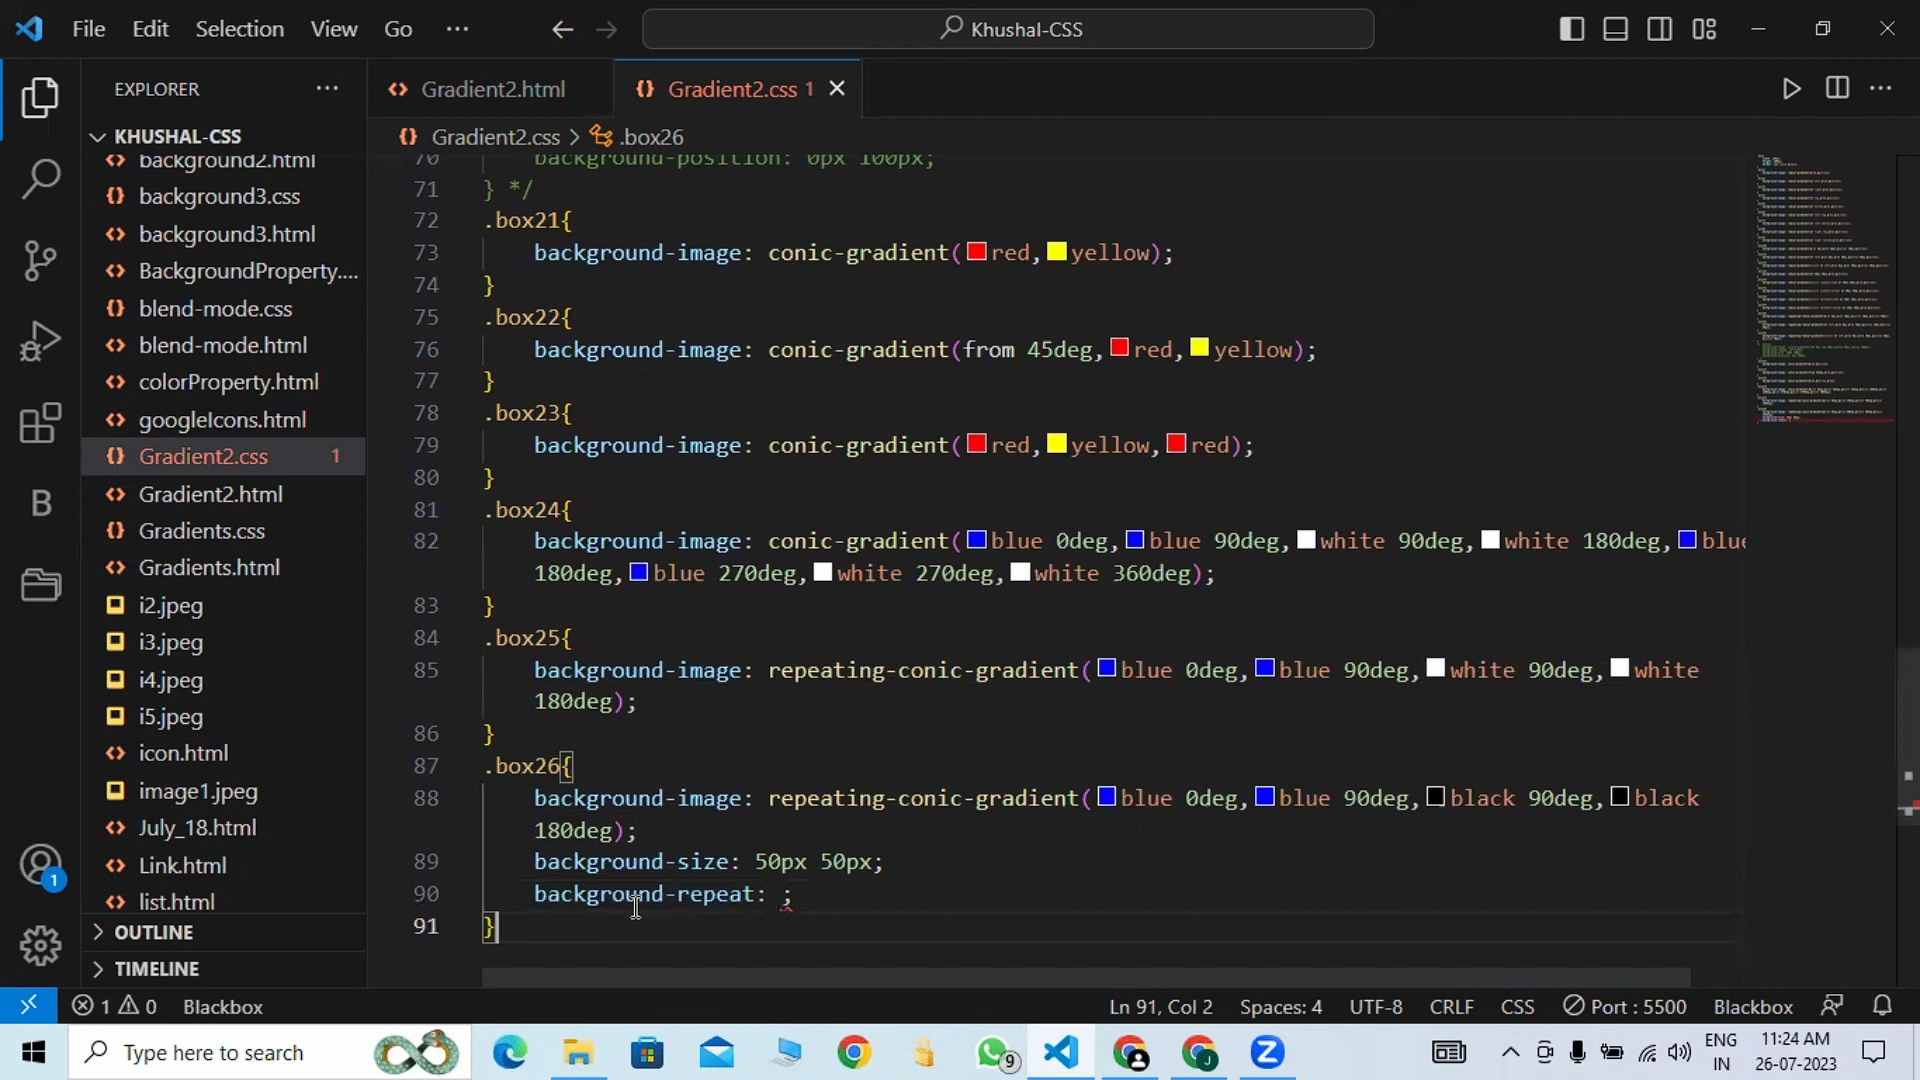 File Edit Selection View Go ···
Khushal-CSS
EXPLORER ···
KHUSHAL-CSS
background2.html
background3.css
background3.html
BackgroundProperty....
blend-mode.css
blend-mode.html
colorProperty.html
googleIcons.html
Gradient2.css 1
Gradient2.html
Gradients.css
Gradients.html
i2.jpeg
i3.jpeg
i4.jpeg
i5.jpeg
icon.html
image1.jpeg
July_18.html
Link.html
list.html
OUTLINE
TIMELINE
Gradient2.html
Gradient2.css 1
Gradient2.css > .box26
70 background-position: 0px 100px;
71 } */
72 .box21{
73 background-image: conic-gradient(red,yellow);
74 }
75 .box22{
76 background-image: conic-gradient(from 45deg,red,yellow);
77 }
78 .box23{
79 background-image: conic-gradient(red,yellow,red);
80 }
81 .box24{
82 background-image: conic-gradient(blue 0deg,blue 90deg,white 90deg,white 180deg,blue
180deg,blue 270deg,white 270deg,white 360deg);
83 }
84 .box25{
85 background-image: repeating-conic-gradient(blue 0deg,blue 90deg,white 90deg,white
180deg);
86 }
87 .box26{
88 background-image: repeating-conic-gradient(blue 0deg,blue 90deg,black 90deg,black
180deg);
89 background-size: 50px 50px;
90 background-repeat: ;
91 }
1
1 0 Blackbox
Ln 91, Col 2 Spaces: 4 UTF-8 CRLF CSS Port : 5500 Blackbox
Type here to search
9
ENG
IN
11:24 AM
26-07-2023